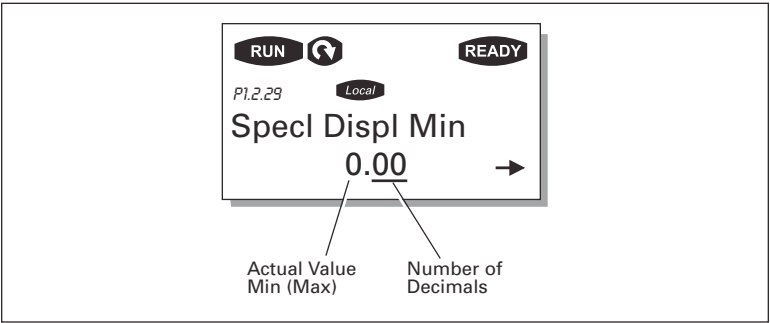 RUN READY
P1.2.29 Local
Specl Displ Min
0.00
Actual Value Number of
Min (Max) Decimals